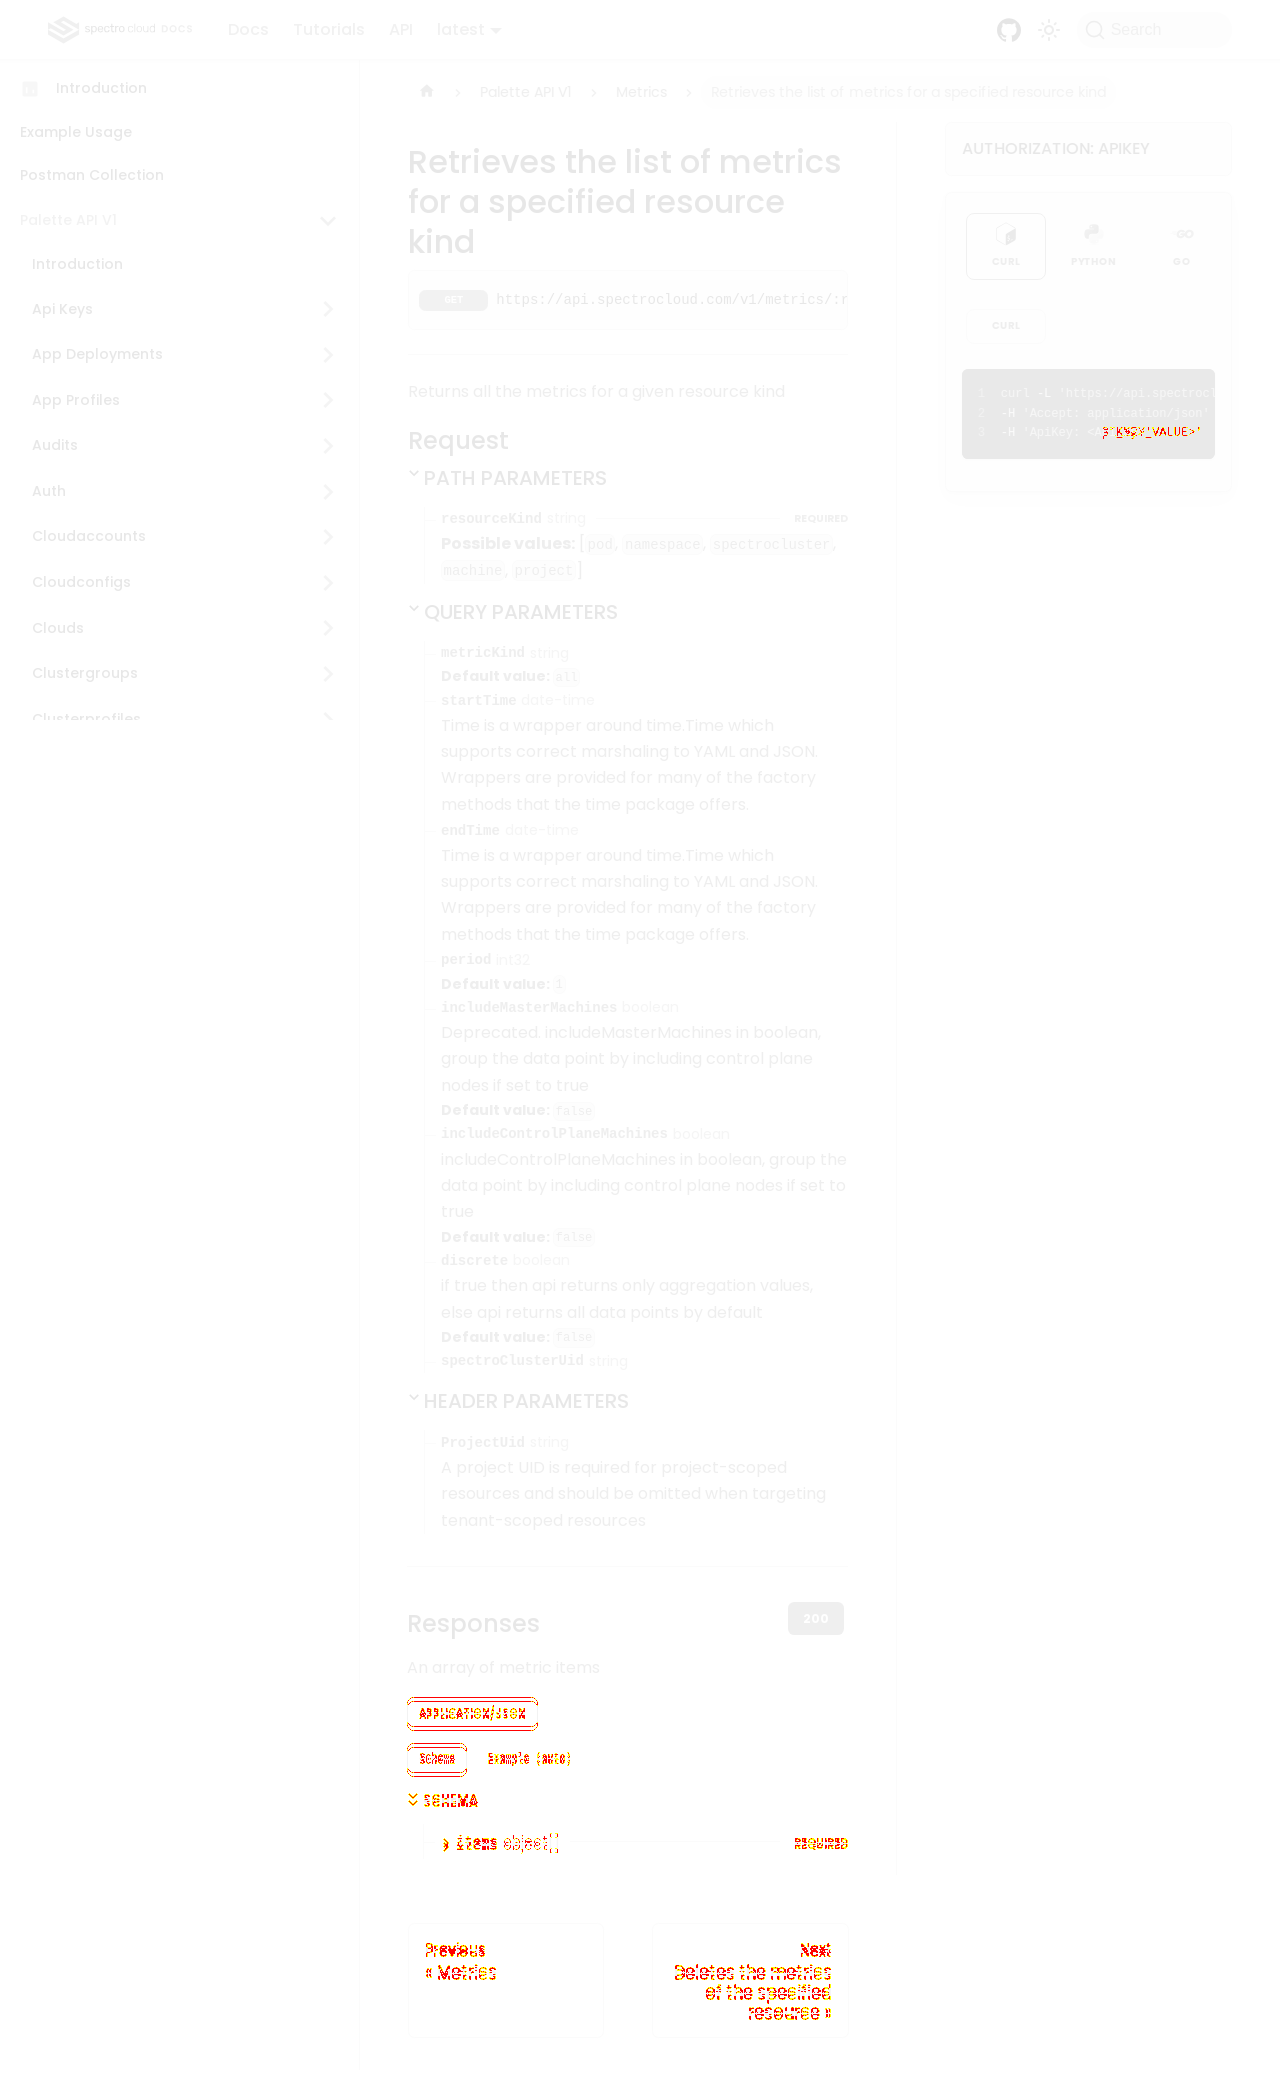 spectro cloud DOCS Docs Tutorials API latest Search
Introduction
Example Usage
Postman Collection
Palette API V1
Introduction
Api Keys
App Deployments
App Profiles
Audits
Auth
Cloudaccounts
Cloudconfigs
Clouds
Clustergroups
Clusterprofiles
Palette API V1 Metrics Retrieves the list of metrics for a specified resource kind
Retrieves the list of metrics
for a specified resource
kind
GET https://api.spectrocloud.com/v1/metrics/:r
Returns all the metrics for a given resource kind
Request
PATH PARAMETERS
resourceKind string REQUIRED
Possible values: [pod, namespace, spectrocluster,
machine, project]
QUERY PARAMETERS
metricKind string
Default value: all
startTime date-time
Time is a wrapper around time.Time which
supports correct marshaling to YAML and JSON.
Wrappers are provided for many of the factory
methods that the time package offers.
endTime date-time
Time is a wrapper around time.Time which
supports correct marshaling to YAML and JSON.
Wrappers are provided for many of the factory
methods that the time package offers.
period int32
Default value: 1
includeMasterMachines boolean
Deprecated. includeMasterMachines in boolean,
group the data point by including control plane
nodes if set to true
Default value: false
includeControlPlaneMachines boolean
includeControlPlaneMachines in boolean, group the
data point by including control plane nodes if set to
true
Default value: false
discrete boolean
if true then api returns only aggregation values,
else api returns all data points by default
Default value: false
spectroClusterUid string
HEADER PARAMETERS
ProjectUid string
A project UID is required for project-scoped
resources and should be omitted when targeting
tenant-scoped resources
Responses 200
An array of metric items
APPLICATION/JSON
Schema Example (auto)
SCHEMA
items object[] REQUIRED
Previous
« Metrics
Next
Deletes the metrics
of the specified
resource »
AUTHORIZATION: APIKEY
CURL PYTHON GO GO
CURL
1 curl -L 'https://api.spectrocl
2 -H 'Accept: application/json'
3 -H 'ApiKey: